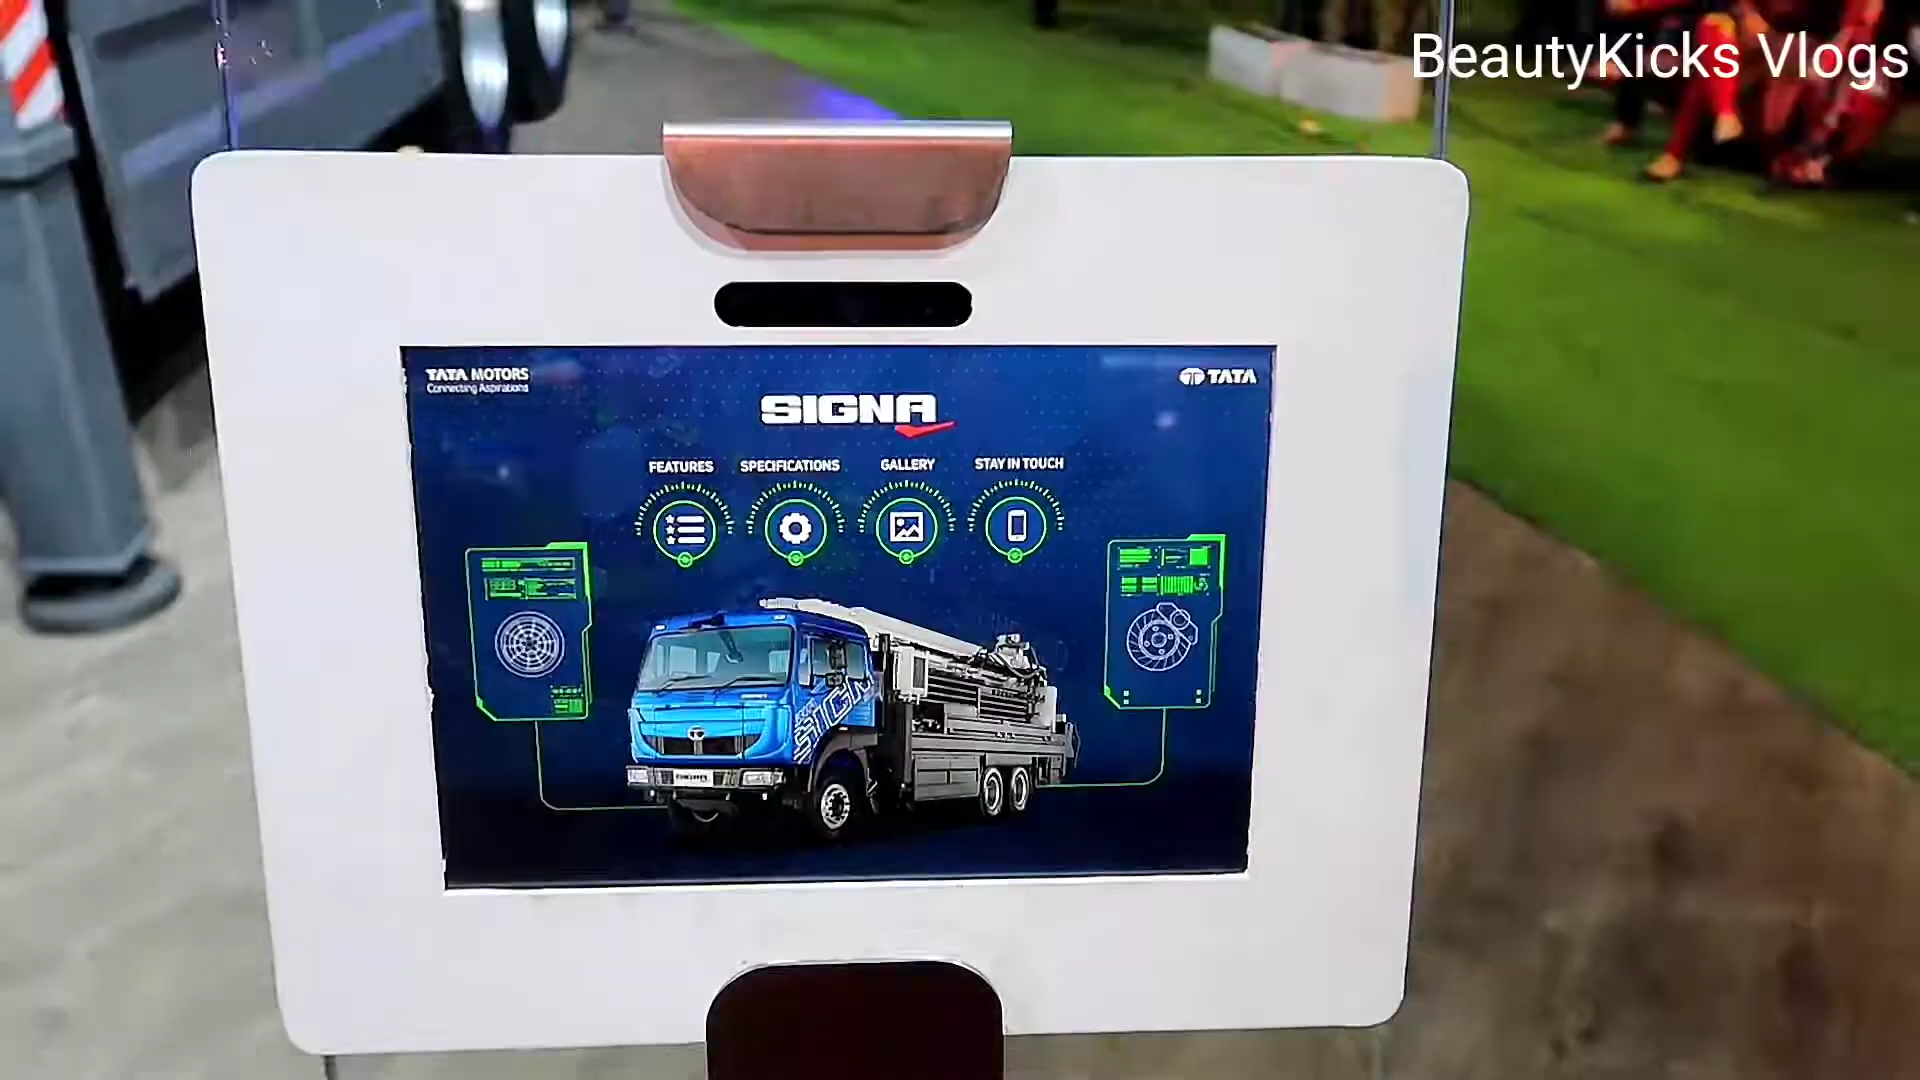 BeautyKicks Vlogs
TATA MOTORS
Connecting Aspirations
TATA
SIGNA
FEATURES
SPECIFICATIONS
GALLERY
STAY IN TOUCH
SIGNA